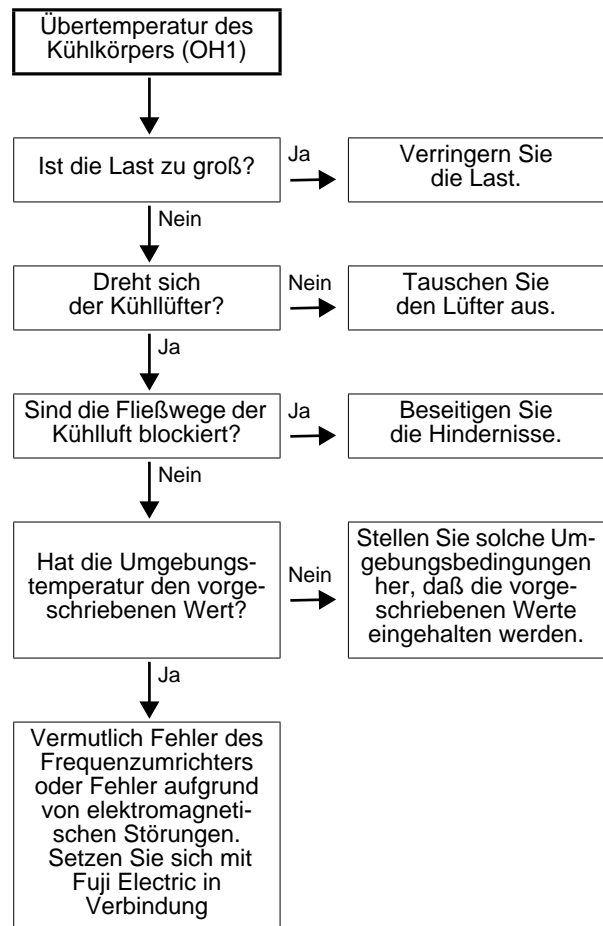 Übertemperatur des
Kühlkörpers (OH1)
Ist die Last zu groß?
Ja
Verringern Sie
die Last.
Nein
Dreht sich
der Kühllüfter?
Nein
Tauschen Sie
den Lüfter aus.
Ja
Sind die Fließwege der
Kühlluft blockiert?
Ja
Beseitigen Sie
die Hindernisse.
Nein
Hat die Umgebungs-
temperatur den vorge-
schriebenen Wert?
Nein
Stellen Sie solche Um-
gebungsbedingungen
her, daß die vorge-
schriebenen Werte
eingehalten werden.
Ja
Vermutlich Fehler des
Frequenzumrichters
oder Fehler aufgrund
von elektromagneti-
schen Störungen.
Setzen Sie sich mit
Fuji Electric in
Verbindung